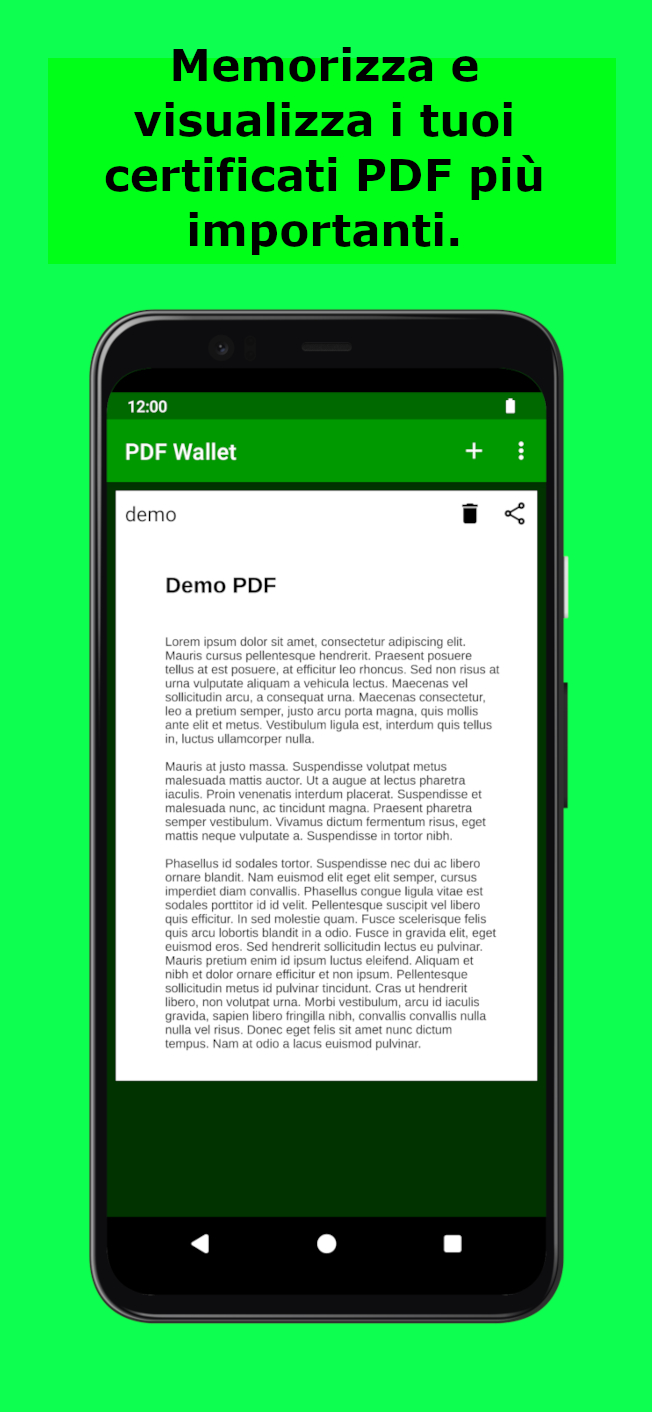 Memorizza e
visualizza i tuoi
certificati PDF più
importanti.
12:00
PDF Wallet
demo
Demo PDF
Lorem ipsum dolor sit amet, consectetur adipiscing elit.
Mauris cursus pellentesque hendrerit. Praesent posuere
tellus at est posuere, at efficitur leo rhoncus. Sed non risus at
urna vulputate aliquam a vehicula lectus. Maecenas vel
sollicitudin arcu, a consequat urna. Maecenas consectetur,
leo a pretium semper, justo arcu porta magna, quis mollis
ante elit et metus. Vestibulum ligula est, interdum quis tellus
in, luctus ullamcorper nulla.
Mauris at justo massa. Suspendisse volutpat metus
malesuada mattis auctor. Ut a augue at lectus pharetra
iaculis. Proin venenatis interdum placerat. Suspendisse et
malesuada nunc, ac tincidunt magna. Praesent pharetra
semper vestibulum. Vivamus dictum fermentum risus, eget
mattis neque vulputate a. Suspendisse in tortor nibh.
Phasellus id sodales tortor. Suspendisse nec dui ac libero
ornare blandit. Nam euismod elit eget elit semper, cursus
imperdiet diam convallis. Phasellus congue ligula vitae est
sodales porttitor id id velit. Pellentesque suscipit vel libero
quis efficitur. In sed molestie quam. Fusce scelerisque felis
quis arcu lobortis blandit in a odio. Fusce in gravida elit, eget
euismod eros. Sed hendrerit sollicitudin lectus eu pulvinar.
Mauris pretium enim id ipsum luctus eleifend. Aliquam et
nibh et dolor ornare efficitur et non ipsum. Pellentesque
sollicitudin metus id pulvinar tincidunt. Cras ut hendrerit
libero, non volutpat urna. Morbi vestibulum, arcu id iaculis
gravida, sapien libero fringilla nibh, convallis convallis nulla
nulla vel risus. Donec eget felis sit amet nunc dictum
tempus. Nam at odio a lacus euismod pulvinar.